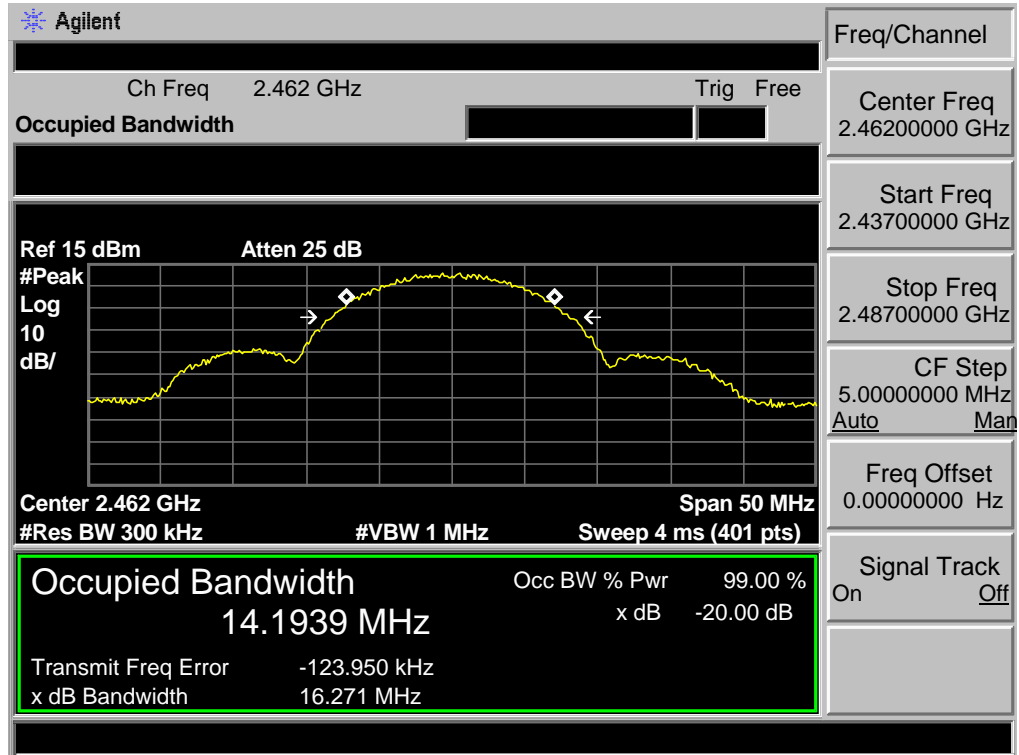 Agilent
Freq/Channel
Ch Freq 2.462 GHz Trig Free
Occupied Bandwidth
Center Freq
2.46200000 GHz
Start Freq
2.43700000 GHz
Stop Freq
2.48700000 GHz
CF Step
5.00000000 MHz
Auto Man
Freq Offset
0.00000000 Hz
Signal Track
On Off
Ref 15 dBm Atten 25 dB
#Peak
Log
10
dB/
Center 2.462 GHz Span 50 MHz
#Res BW 300 kHz #VBW 1 MHz Sweep 4 ms (401 pts)
Occupied Bandwidth Occ BW % Pwr 99.00 %
14.1939 MHz x dB -20.00 dB
Transmit Freq Error -123.950 kHz
x dB Bandwidth 16.271 MHz